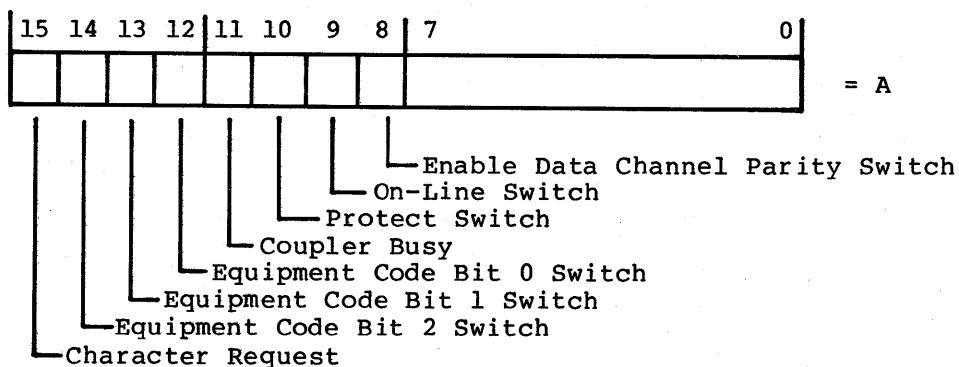 15 14 13 12 11 10 9 8 7 0
= A
Enable Data Channel Parity Switch
On-Line Switch
Protect Switch
Coupler Busy
Equipment Code Bit 0 Switch
Equipment Code Bit 1 Switch
Equipment Code Bit 2 Switch
Character Request